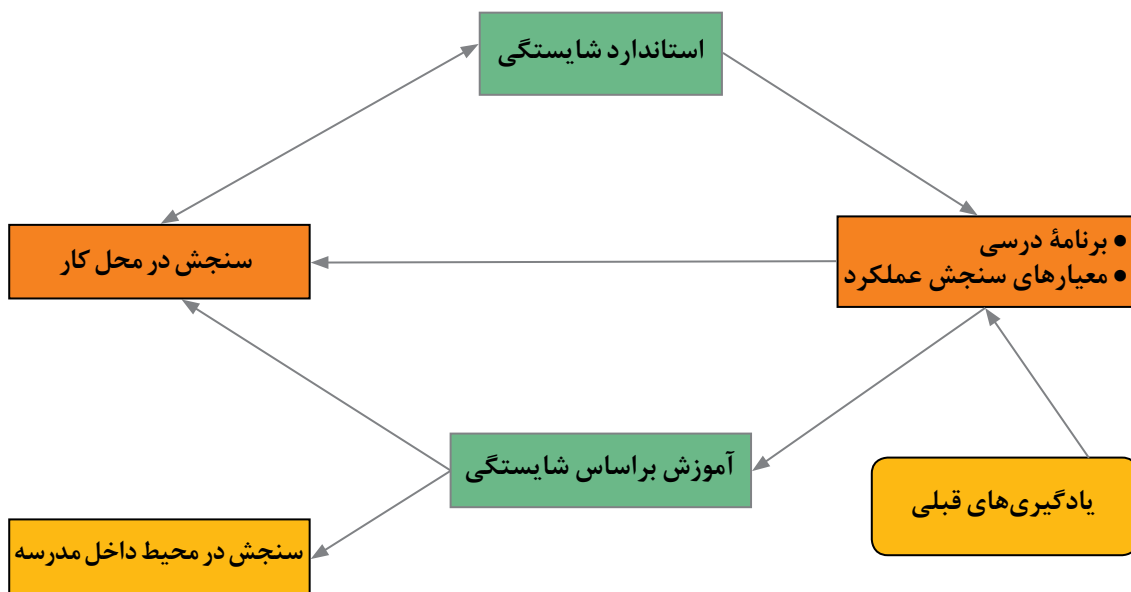 استاندارد شایستگی
● برنامهٔ درسی
● معیارهای سنجش عملکرد
سنجش در محل کار
آموزش براساس شایستگی
یادگیری‌های قبلی
سنجش در محیط داخل مدرسه